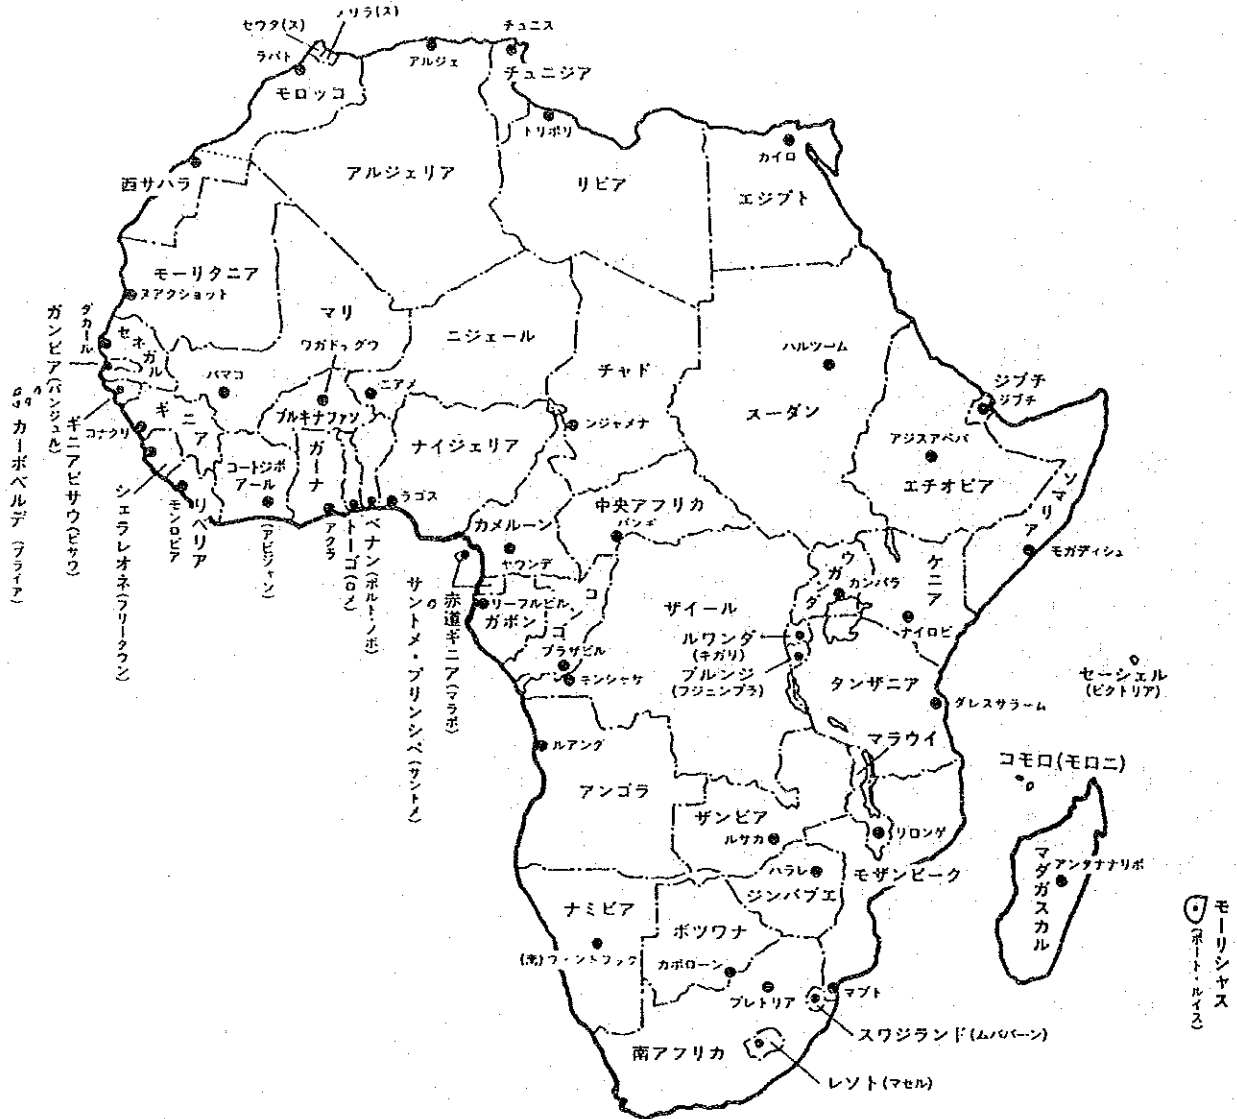 メリラ(ス)
セウタ(ス)
ラバト
モロッコ
アルジェ
チュニス
チュニジア
トリポリ
カイロ
アルジェリア
リビア
エジプト
西サハラ
モーリタニア
ヌアクショット
マリ
ワガドゥグウ
ニジェール
チャド
ハルツーム
スーダン
ジブチ
ジブチ
ダカール
セネガル
ガンビア(バンジュル)
バマコ
ニアメ
ブルキナファソ
ナイジェリア
ンジャメナ
アジスアベバ
エチオピア
ソマリア
モガディシュ
ギニア
コナクリ
ギニアビサウ(ビサウ)
カーボベルデ(プライア)
シェラレオネ(フリータウン)
モンロビア
リベリア
コートジボ
アール
(アビジャン)
ガーナ
アクラ
トーゴ(ロメ)
ベナン(ポルト・ノボ)
ラゴス
カメルーン
ヤウンデ
中央アフリカ
バンギ
赤道ギニア(マラボ)
サントメ・プリンシペ(サントメ)
リーブルビル
ガボン
コンゴ
ブラザビル
キンシャサ
ザイール
ウガンダ
カンパラ
ケニア
ナイロビ
ルワンダ
(キガリ)
ブルンジ
(ブジュンブラ)
タンザニア
ダレスサラーム
セーシェル
(ビクトリア)
ルアンダ
アンゴラ
マラウイ
コモロ(モロニ)
ザンビア
ルサカ
リロンゲ
ハラレ
ジンバブエ
モザンビーク
マダガスカル
アンタナナリボ
モーリシャス
(ポート・ルイス)
ナミビア
(南)ウィントフック
ボツワナ
カボローン
プレトリア
マプト
スワジランド(ムババーン)
南アフリカ
レソト(マセル)